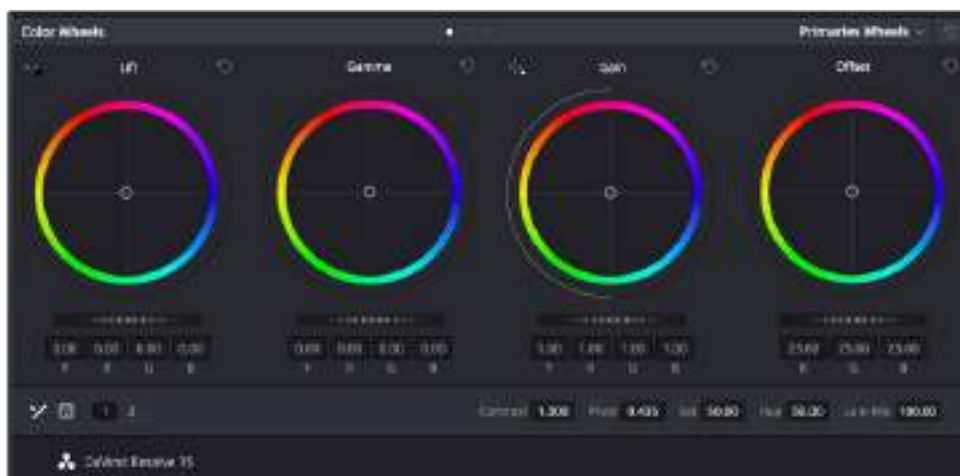 Color Wheels Primaries Wheels
Lift Gamma Gain Offset
0.00 0.00 0.00 0.00 0.00 0.00 0.00 0.00 1.00 1.00 1.00 1.00 25.00 25.00 25.00
Y R G B Y R G B Y R G B R G B
1 2 Contrast 1.000 Pivot 0.435 Sat 50.00 Hue 50.00 Lum Mix 100.00
DaVinci Resolve 15